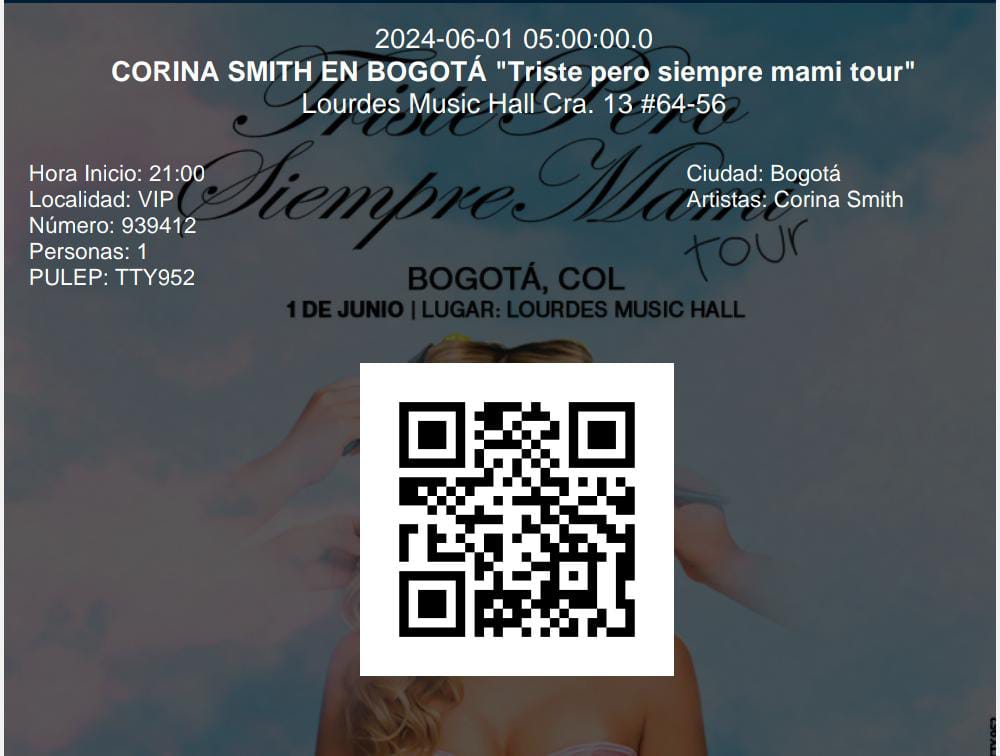 2024-06-01 05:00:00.0
CORINA SMITH EN BOGOTÁ "Triste pero siempre mami tour"
Lourdes Music Hall Cra. 13 #64-56
Triste Pero
Siempre Mami
tour
Hora Inicio: 21:00
Localidad: VIP
Número: 939412
Personas: 1
PULEP: TTY952
Ciudad: Bogotá
Artistas: Corina Smith
BOGOTÁ, COL
1 DE JUNIO | LUGAR: LOURDES MUSIC HALL